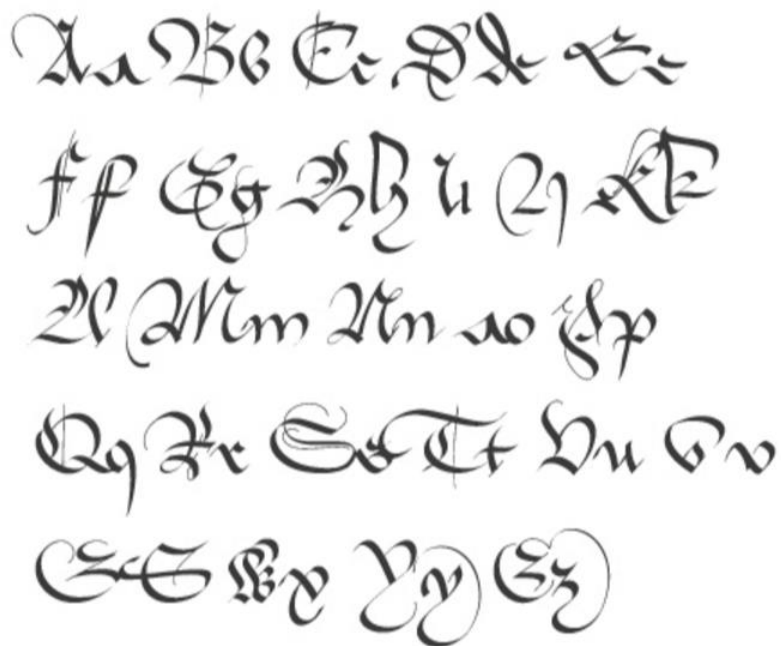 Aa Bb Cc Dd Ee
Ff Gg Hh Ii Jj Kk
Ll Mm Nn Oo Pp
Qq Rr Ss Tt Uu Vv
Xx Yy Zz